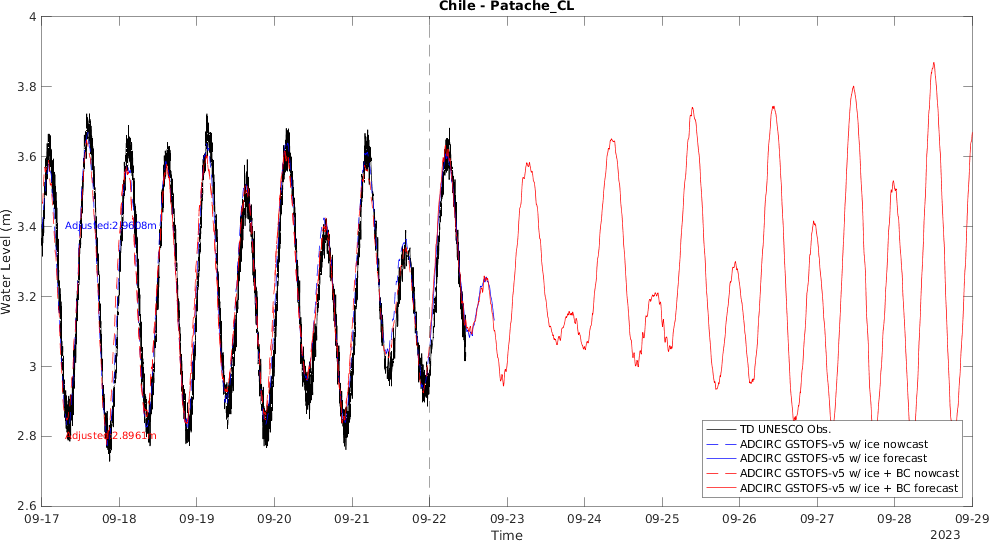 Chile - Patache_CL
4
3.8
3.6
3.4
3.2
3
2.8
2.6
Water Level (m)
Adjusted:2.9608m
Adjusted:2.8961m
TD UNESCO Obs.
ADCIRC GSTOFS-v5 w/ ice nowcast
ADCIRC GSTOFS-v5 w/ ice forecast
ADCIRC GSTOFS-v5 w/ ice + BC nowcast
ADCIRC GSTOFS-v5 w/ ice + BC forecast
09-17 09-18 09-19 09-20 09-21 09-22 09-23 09-24 09-25 09-26 09-27 09-28 09-29
Time
2023